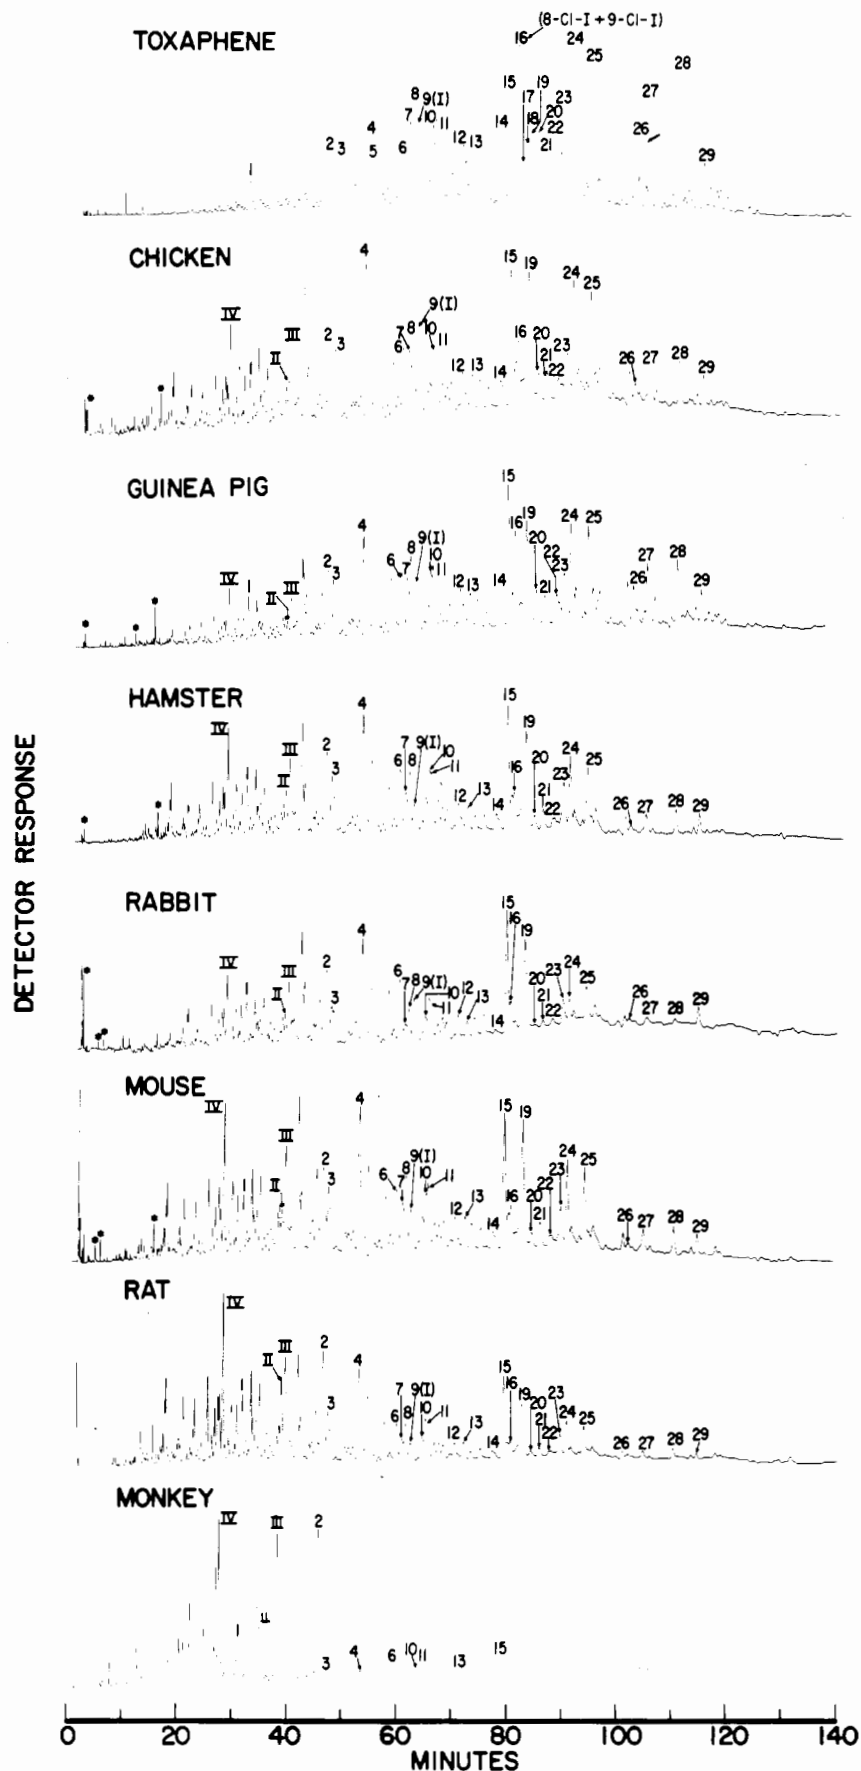 (8-Cl-I + 9-Cl-I)
TOXAPHENE
16 24
25
28
15 19
27
8 9(I) 17 23
7 10 11 14 18 20
4 22 26
2 3 5 6 12 13 21 29
CHICKEN
4 15 19
24
25
IV 9(I)
III 2 3 7 8 10 11 16 20
II 6 21 23 26 27 28
12 13 14 22 29
GUINEA PIG
15
4 19 16 24 25
9(I) 20
8 10 22 27 28
IV 2 3 6 7 11 23
II III 12 13 14 21 26 29
HAMSTER
15
4
IV 19
III 2 7 9(I) 10 20 24
3 6 8 11 16 23 25
II 12 13 14 21 22 26 27 28 29
RABBIT
15
16
4 19
IV III 2 6 8 9(I) 12 23 24
II 3 7 10 11 13 20 25
14 21 22 26 27 28 29
MOUSE
IV 4 15 19
III
2 9(I) 24
II 3 6 7 8 10 11 22 23 25
12 13 14 16 20 21 26 27 28 29
RAT
IV
II III 2 4 15
3 7 9(I) 16 19 23
6 8 10 11 20 24
12 13 14 21 22 25 26 27 28 29
MONKEY
IV III 2
II
3 4 6 10 11 13 15
DETECTOR RESPONSE
0 20 40 60 80 100 120 140
MINUTES